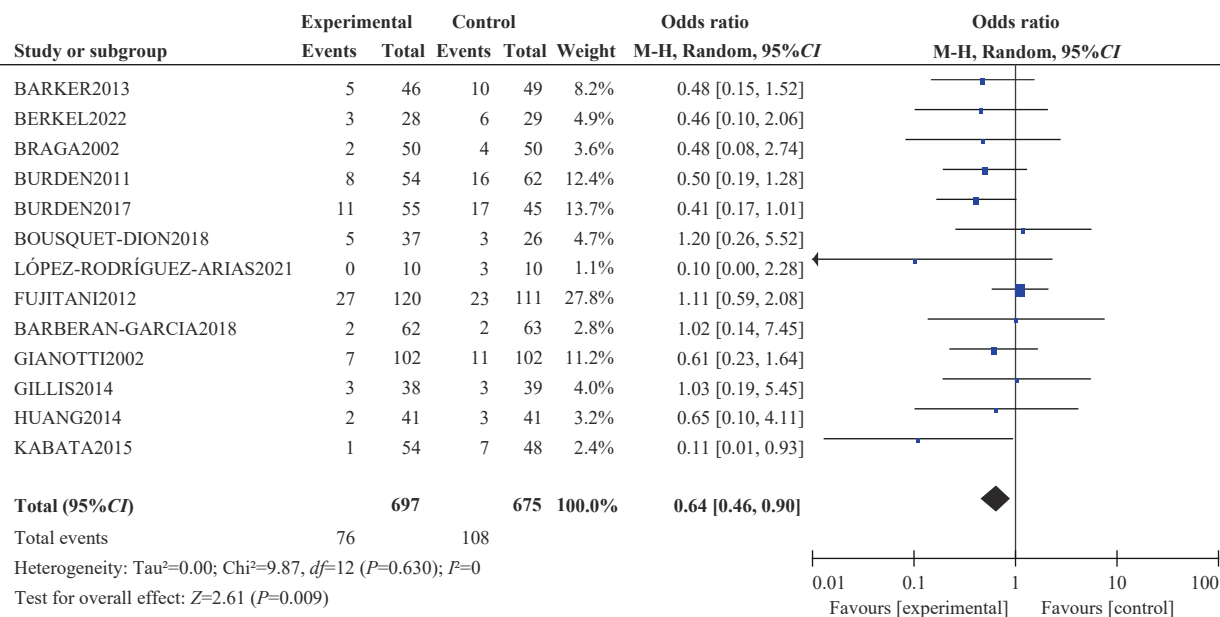 Experimental Control Odds ratio Odds ratio
Study or subgroup Events Total Events Total Weight M-H, Random, 95%CI M-H, Random, 95%CI
BARKER2013 5 46 10 49 8.2% 0.48 [0.15, 1.52]
BERKEL2022 3 28 6 29 4.9% 0.46 [0.10, 2.06]
BRAGA2002 2 50 4 50 3.6% 0.48 [0.08, 2.74]
BURDEN2011 8 54 16 62 12.4% 0.50 [0.19, 1.28]
BURDEN2017 11 55 17 45 13.7% 0.41 [0.17, 1.01]
BOUSQUET-DION2018 5 37 3 26 4.7% 1.20 [0.26, 5.52]
LÓPEZ-RODRÍGUEZ-ARIAS2021 0 10 3 10 1.1% 0.10 [0.00, 2.28]
FUJITANI2012 27 120 23 111 27.8% 1.11 [0.59, 2.08]
BARBERAN-GARCIA2018 2 62 2 63 2.8% 1.02 [0.14, 7.45]
GIANOTTI2002 7 102 11 102 11.2% 0.61 [0.23, 1.64]
GILLIS2014 3 38 3 39 4.0% 1.03 [0.19, 5.45]
HUANG2014 2 41 3 41 3.2% 0.65 [0.10, 4.11]
KABATA2015 1 54 7 48 2.4% 0.11 [0.01, 0.93]
Total (95%CI) 697 675 100.0% 0.64 [0.46, 0.90]
Total events 76 108
Heterogeneity: Tau²=0.00; Chi²=9.87, df=12 (P=0.630); I²=0
Test for overall effect: Z=2.61 (P=0.009)
0.01 0.1 1 10 100
Favours [experimental] Favours [control]